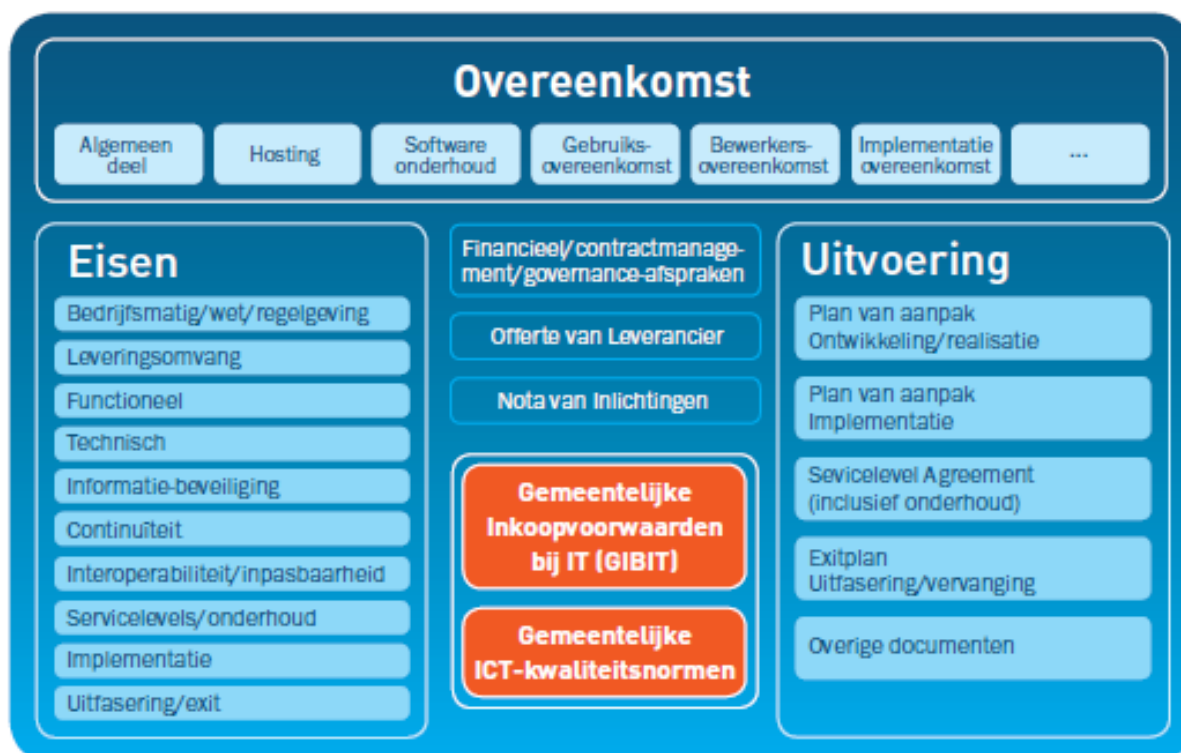 Overeenkomst
Algemeen
deel
Hosting
Software
onderhoud
Gebruiks-
overeenkomst
Bewerkers-
overeenkomst
Implementatie
overeenkomst
...
Eisen
Bedrijfsmatig/wet/regelgeving
Leveringsomvang
Functioneel
Technisch
Informatie-beveiliging
Continuïteit
Interoperabiliteit/inpasbaarheid
Servicelevels/onderhoud
Implementatie
Uitfasering/exit
Financieel/contractmanage-
ment/governance-afspraken
Offerte van Leverancier
Nota van Inlichtingen
Gemeentelijke
Inkoopvoorwaarden
bij IT (GIBIT)
Gemeentelijke
ICT-kwaliteitsnormen
Uitvoering
Plan van aanpak
Ontwikkeling/realisatie
Plan van aanpak
Implementatie
Sevicelevel Agreement
(inclusief onderhoud)
Exitplan
Uitfasering/vervanging
Overige documenten